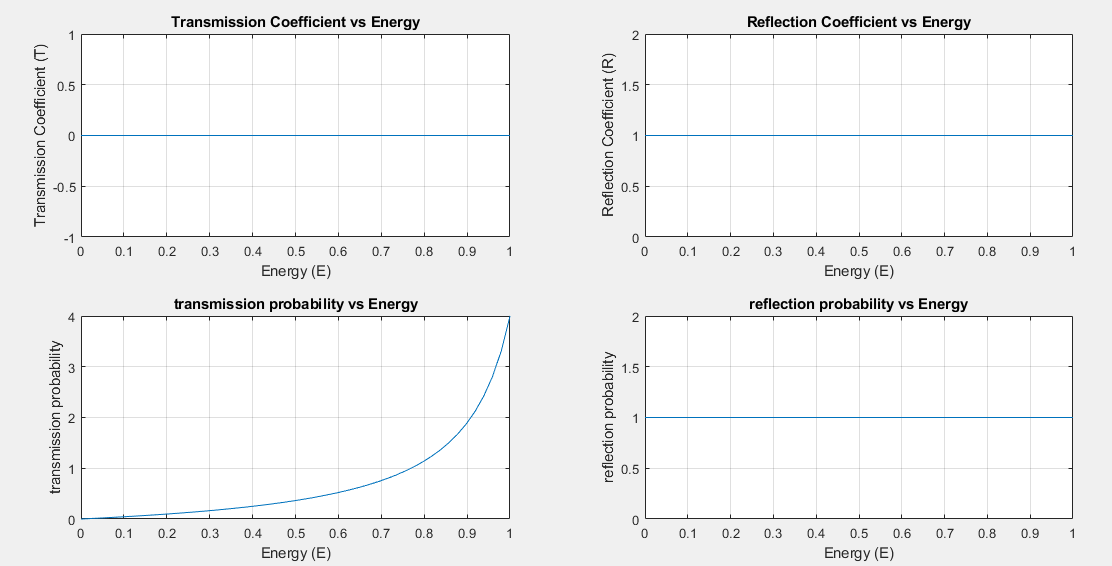 Transmission Coefficient vs Energy
Transmission Coefficient (T)
1
0.5
0
-0.5
-1
0 0.1 0.2 0.3 0.4 0.5 0.6 0.7 0.8 0.9 1
Energy (E)
Reflection Coefficient vs Energy
Reflection Coefficient (R)
2
1.5
1
0.5
0
0 0.1 0.2 0.3 0.4 0.5 0.6 0.7 0.8 0.9 1
Energy (E)
transmission probability vs Energy
transmission probability
4
3
2
1
0
0 0.1 0.2 0.3 0.4 0.5 0.6 0.7 0.8 0.9 1
Energy (E)
reflection probability vs Energy
reflection probability
2
1.5
1
0.5
0
0 0.1 0.2 0.3 0.4 0.5 0.6 0.7 0.8 0.9 1
Energy (E)